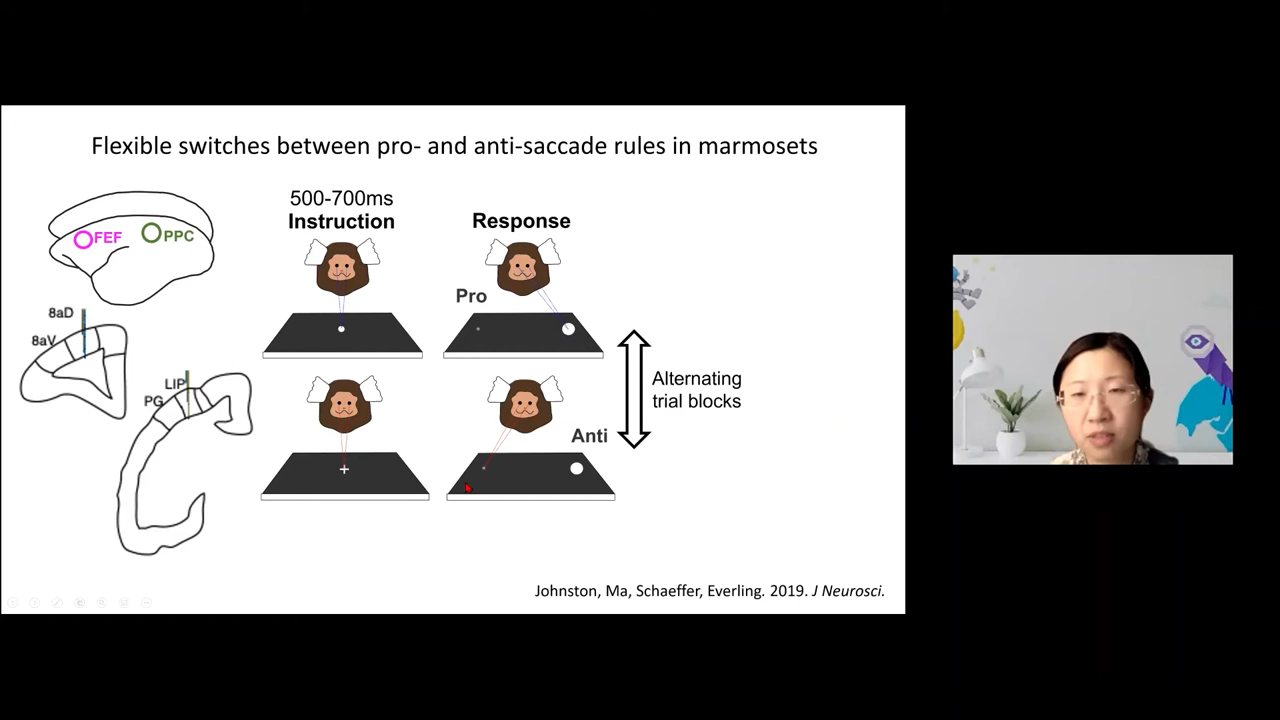 Flexible switches between pro- and anti-saccade rules in marmosets
500-700ms
Instruction
Response
FEF
PPC
Pro
8aD
8aV
LIP
PG
Alternating
trial blocks
Anti
Johnston, Ma, Schaeffer, Everling. 2019. J Neurosci.